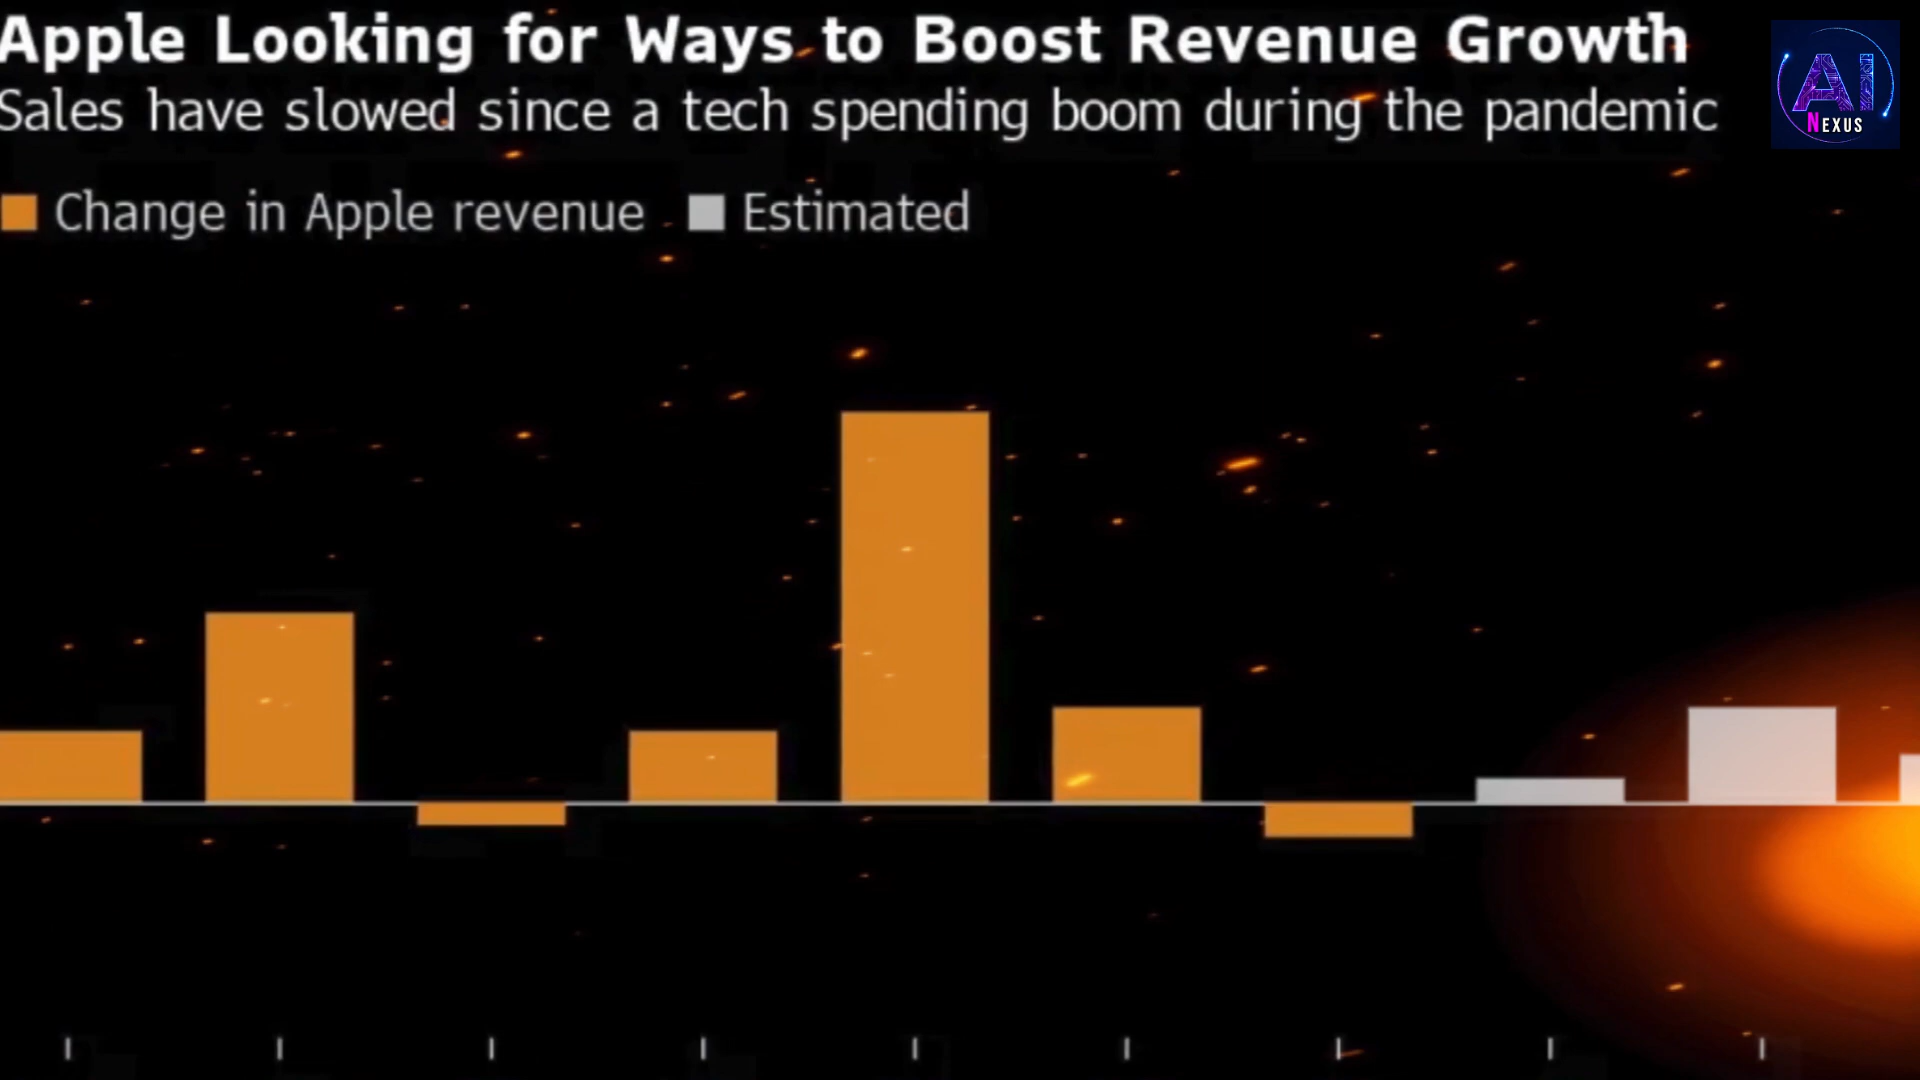 Apple Looking for Ways to Boost Revenue Growth
Sales have slowed since a tech spending boom during the pandemic
Change in Apple revenue Estimated
AI
NEXUS